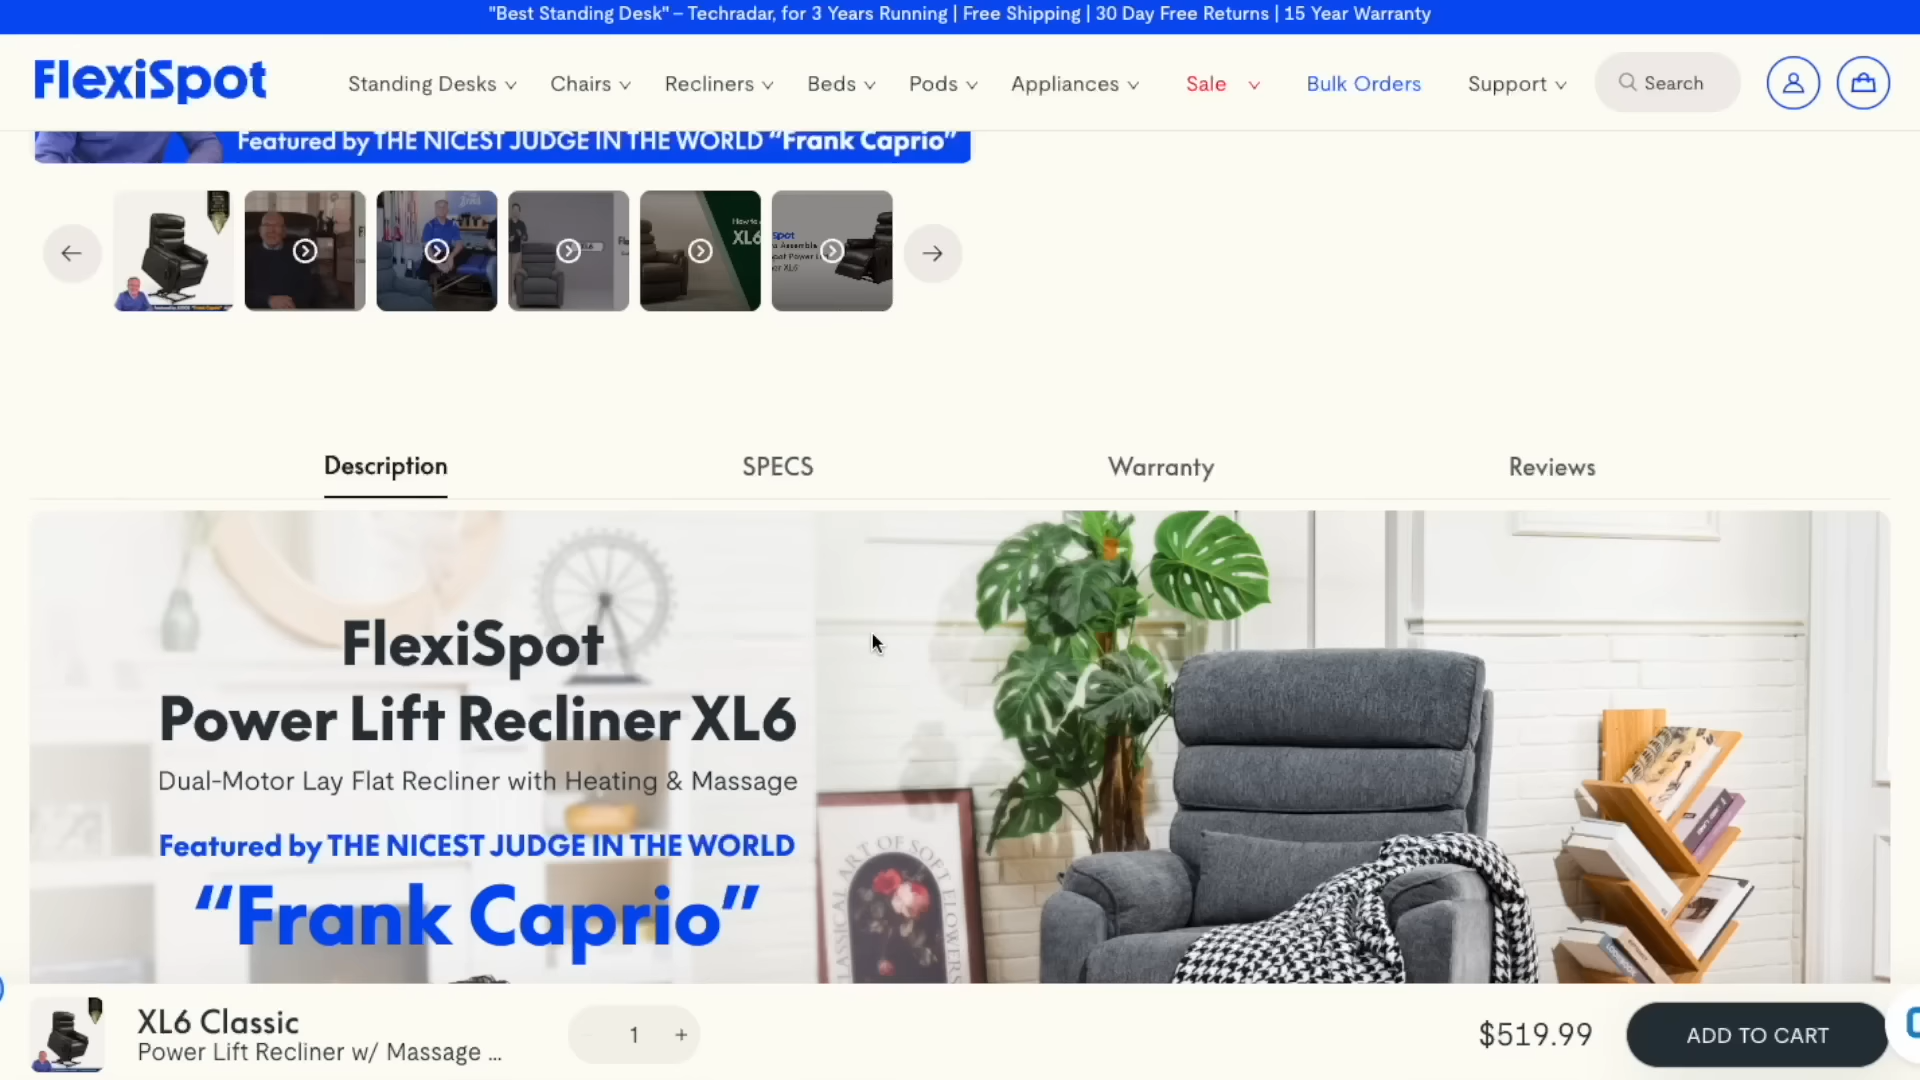 "Best Standing Desk" – Techradar, for 3 Years Running | Free Shipping | 30 Day Free Returns | 15 Year Warranty
FlexiSpot
Standing Desks
Chairs
Recliners
Beds
Pods
Appliances
Sale
Bulk Orders
Support
Search
Featured by THE NICEST JUDGE IN THE WORLD "Frank Caprio"
Description
SPECS
Warranty
Reviews
FlexiSpot
Power Lift Recliner XL6
Dual-Motor Lay Flat Recliner with Heating & Massage
Featured by THE NICEST JUDGE IN THE WORLD
“Frank Caprio”
XL6 Classic
Power Lift Recliner w/ Massage ...
1
+
$519.99
ADD TO CART